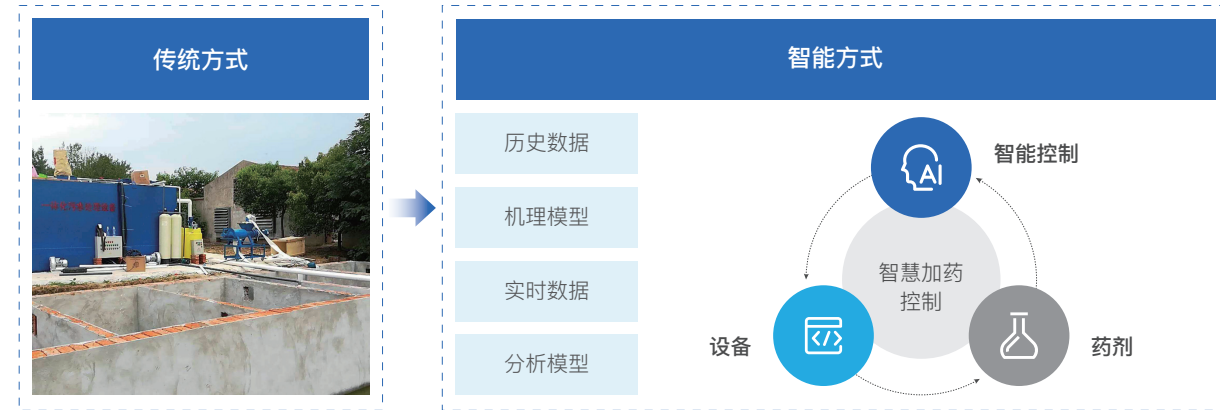 传统方式
智能方式
历史数据
机理模型
实时数据
分析模型
AI
智能控制
智慧加药
控制
设备
</>
药剂